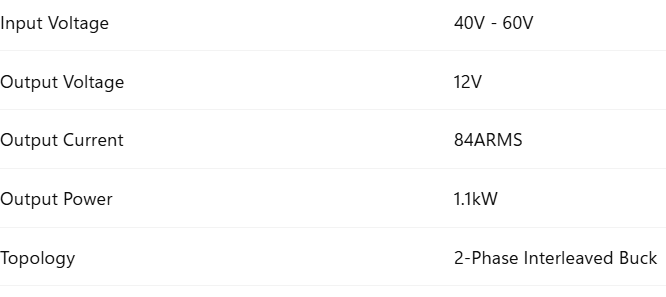 Input Voltage 40V - 60V
Output Voltage 12V
Output Current 84ARMS
Output Power 1.1kW
Topology 2-Phase Interleaved Buck